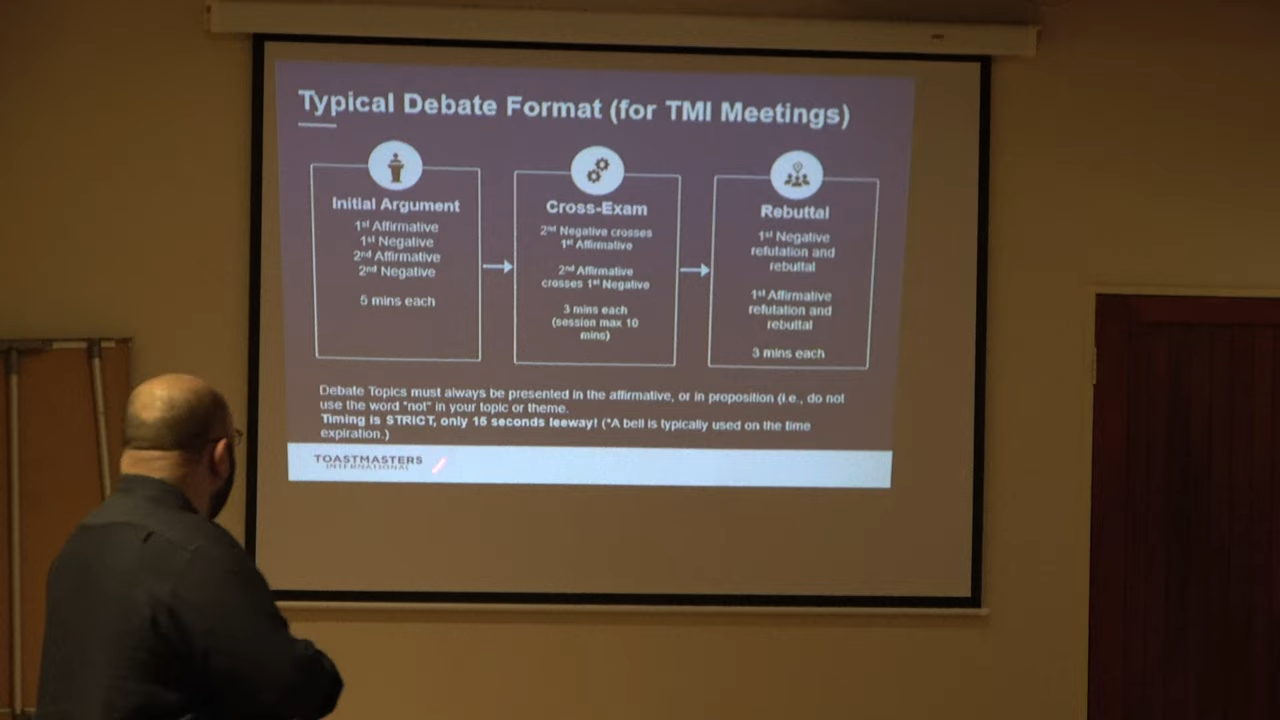 Typical Debate Format (for TMI Meetings)
Initial Argument
1st Affirmative
1st Negative
2nd Affirmative
2nd Negative
5 mins each
Cross-Exam
2nd Negative crosses
1st Affirmative
2nd Affirmative
crosses 1st Negative
3 mins each
(session max 10
mins)
Rebuttal
1st Negative
refutation and
rebuttal
1st Affirmative
refutation and
rebuttal
3 mins each
Debate Topics must always be presented in the affirmative, or in proposition (i.e., do not
use the word "not" in your topic or theme.
Timing is STRICT, only 15 seconds leeway! (*A bell is typically used on the time
expiration.)
TOASTMASTERS
INTERNATIONAL